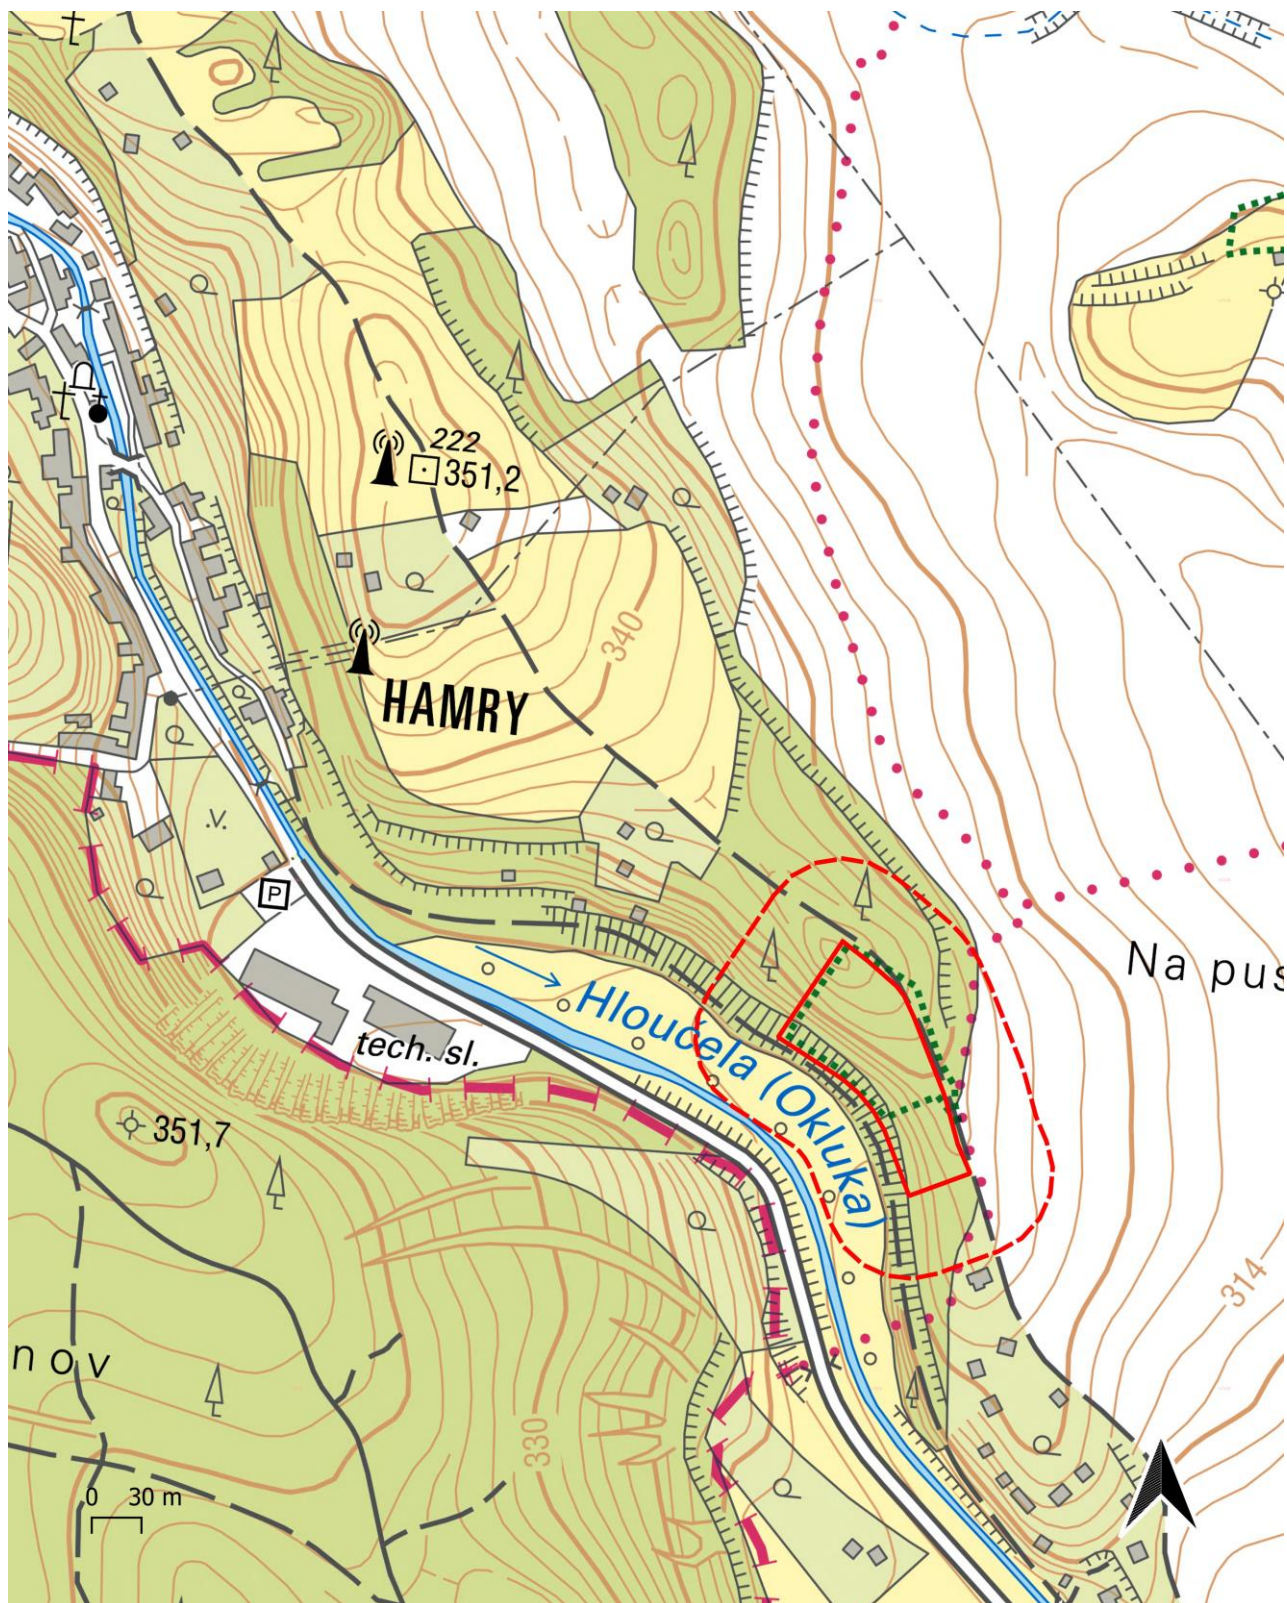 222
351,2
340
HAMRY
.v.
P
Na pus
Hloučela (Okluka)
tech. sl.
351,7
314
nov
330
0 30 m